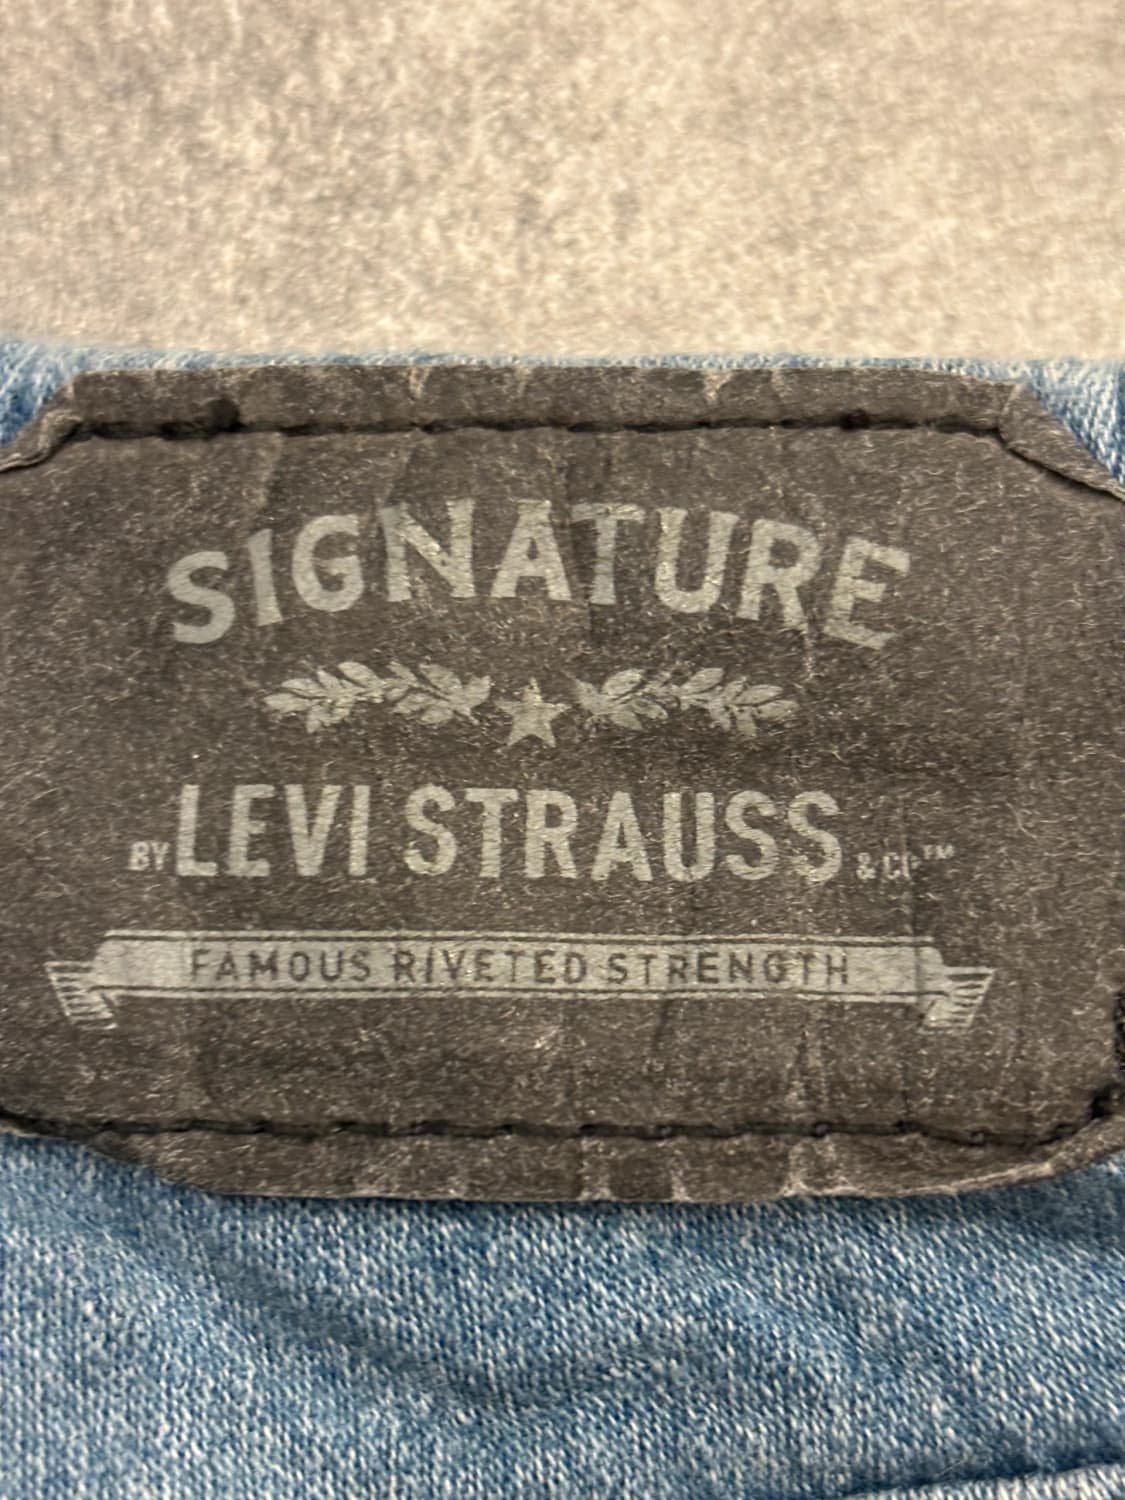 SIGNATURE
BY LEVI STRAUSS & CO™
FAMOUS RIVETED STRENGTH